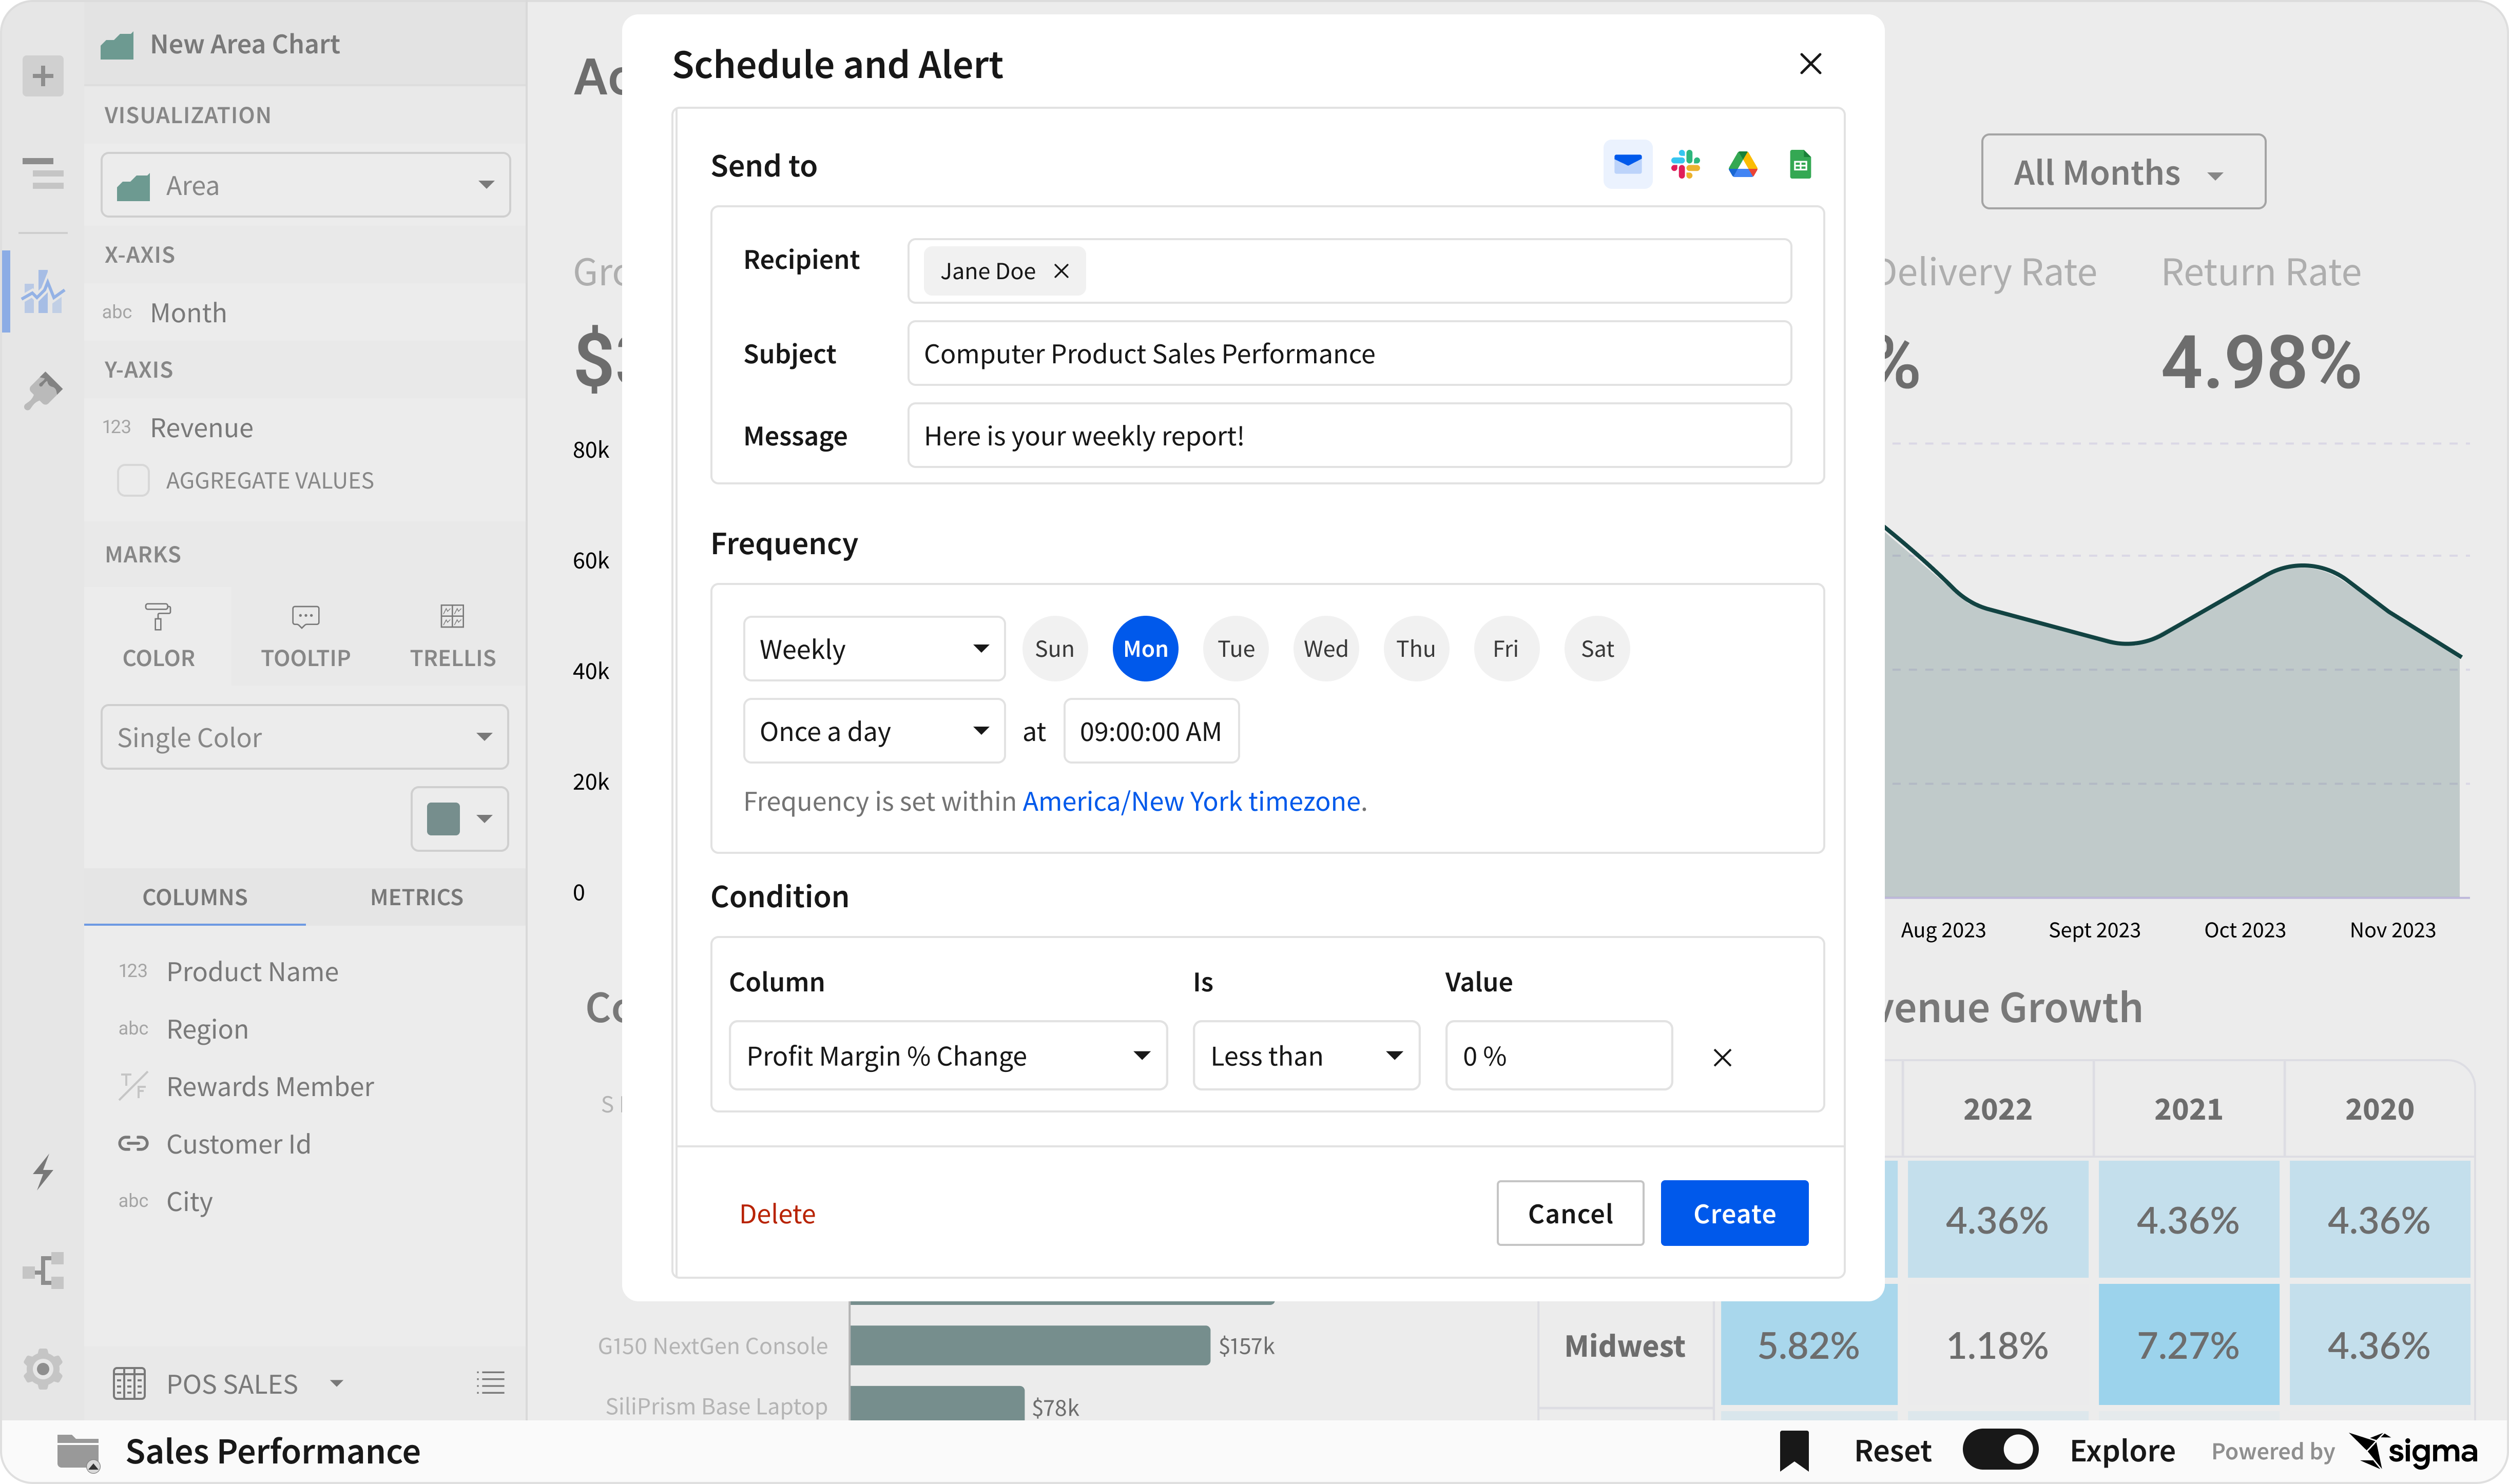 New Area Chart
VISUALIZATION
Area
X-AXIS
abc Month
Y-AXIS
123 Revenue
AGGREGATE VALUES
MARKS
COLOR TOOLTIP TRELLIS
Single Color
COLUMNS METRICS
123 Product Name
abc Region
T/F Rewards Member
Customer Id
abc City
POS SALES
80k
60k
40k
20k
0
Schedule and Alert
Send to
Recipient Jane Doe
Subject Computer Product Sales Performance
Message Here is your weekly report!
Frequency
Weekly Sun Mon Tue Wed Thu Fri Sat
Once a day at 09:00:00 AM
Frequency is set within America/New York timezone.
Condition
Column Is Value
Profit Margin % Change Less than 0 %
Delete Cancel Create
All Months
Delivery Rate Return Rate
% 4.98%
Aug 2023 Sept 2023 Oct 2023 Nov 2023
venue Growth
2022 2021 2020
4.36% 4.36% 4.36%
Midwest 5.82% 1.18% 7.27% 4.36%
G150 NextGen Console $157k
SiliPrism Base Laptop $78k
Sales Performance
Reset Explore Powered by sigma